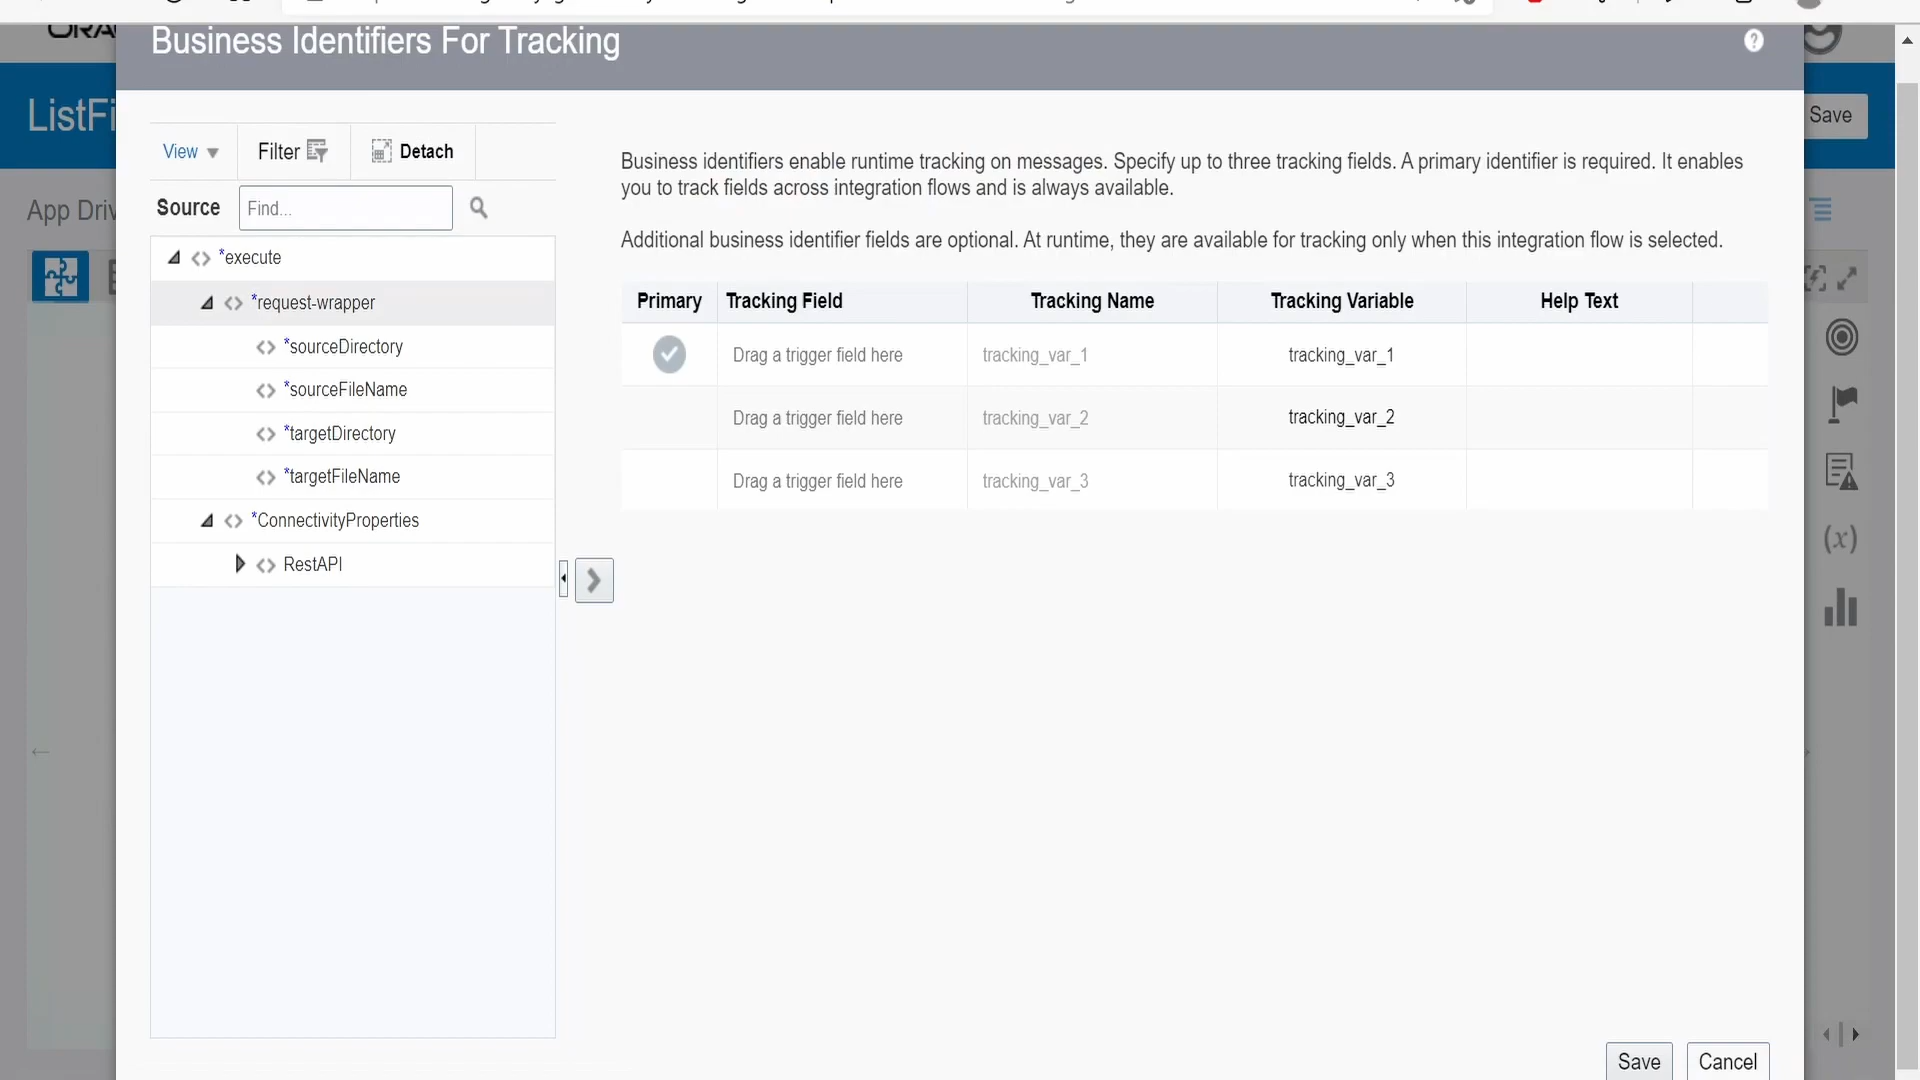 Business Identifiers For Tracking
ListFi
Save
App Driv
View
Filter
Detach
Source
Find...
*execute
*request-wrapper
*sourceDirectory
*sourceFileName
*targetDirectory
*targetFileName
*ConnectivityProperties
RestAPI
Business identifiers enable runtime tracking on messages. Specify up to three tracking fields. A primary identifier is required. It enables
you to track fields across integration flows and is always available.
Additional business identifier fields are optional. At runtime, they are available for tracking only when this integration flow is selected.
Primary Tracking Field Tracking Name Tracking Variable Help Text
Drag a trigger field here tracking_var_1 tracking_var_1
Drag a trigger field here tracking_var_2 tracking_var_2
Drag a trigger field here tracking_var_3 tracking_var_3
(x)
Save Cancel